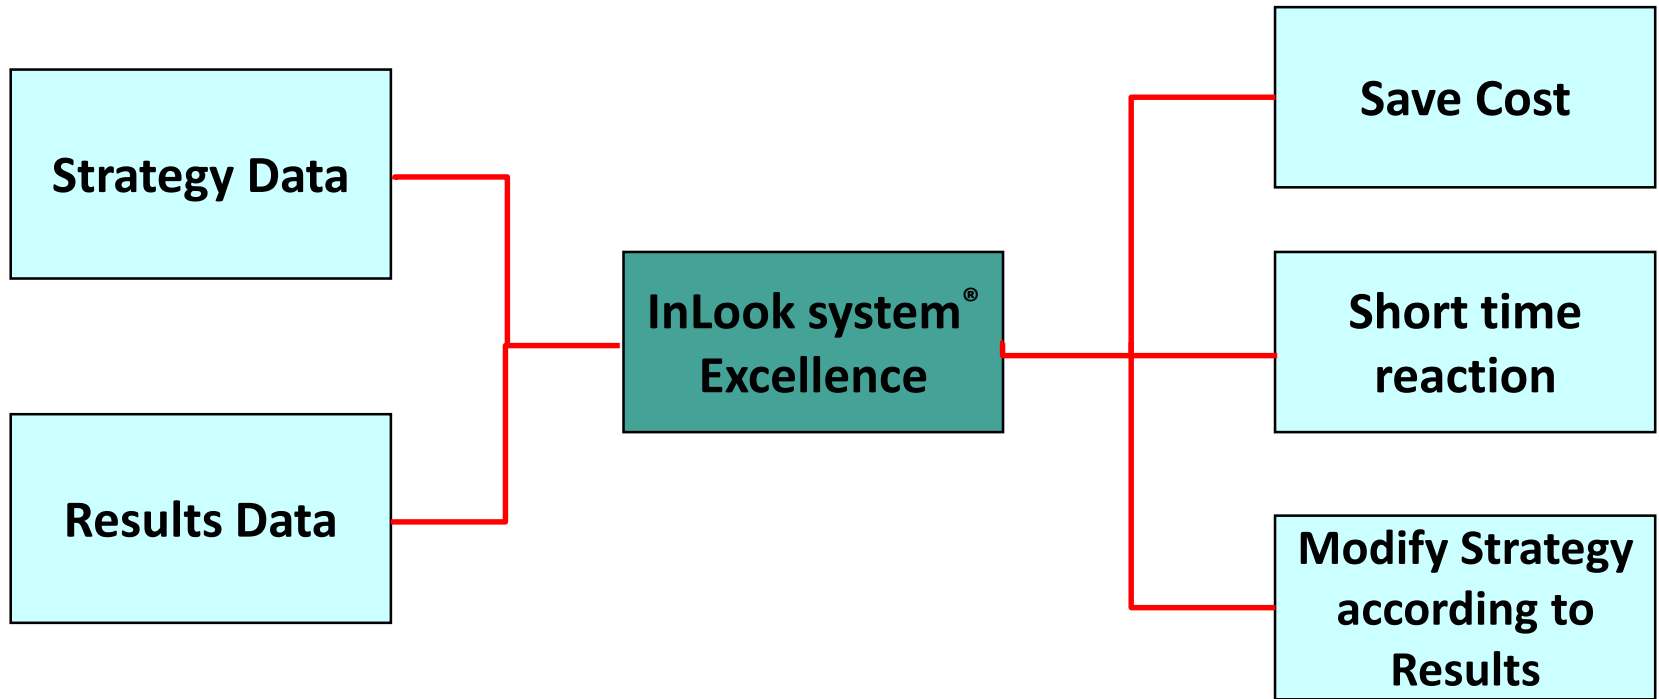 Strategy Data
Results Data
InLook system®
Excellence
Save Cost
Short time
reaction
Modify Strategy
according to
Results